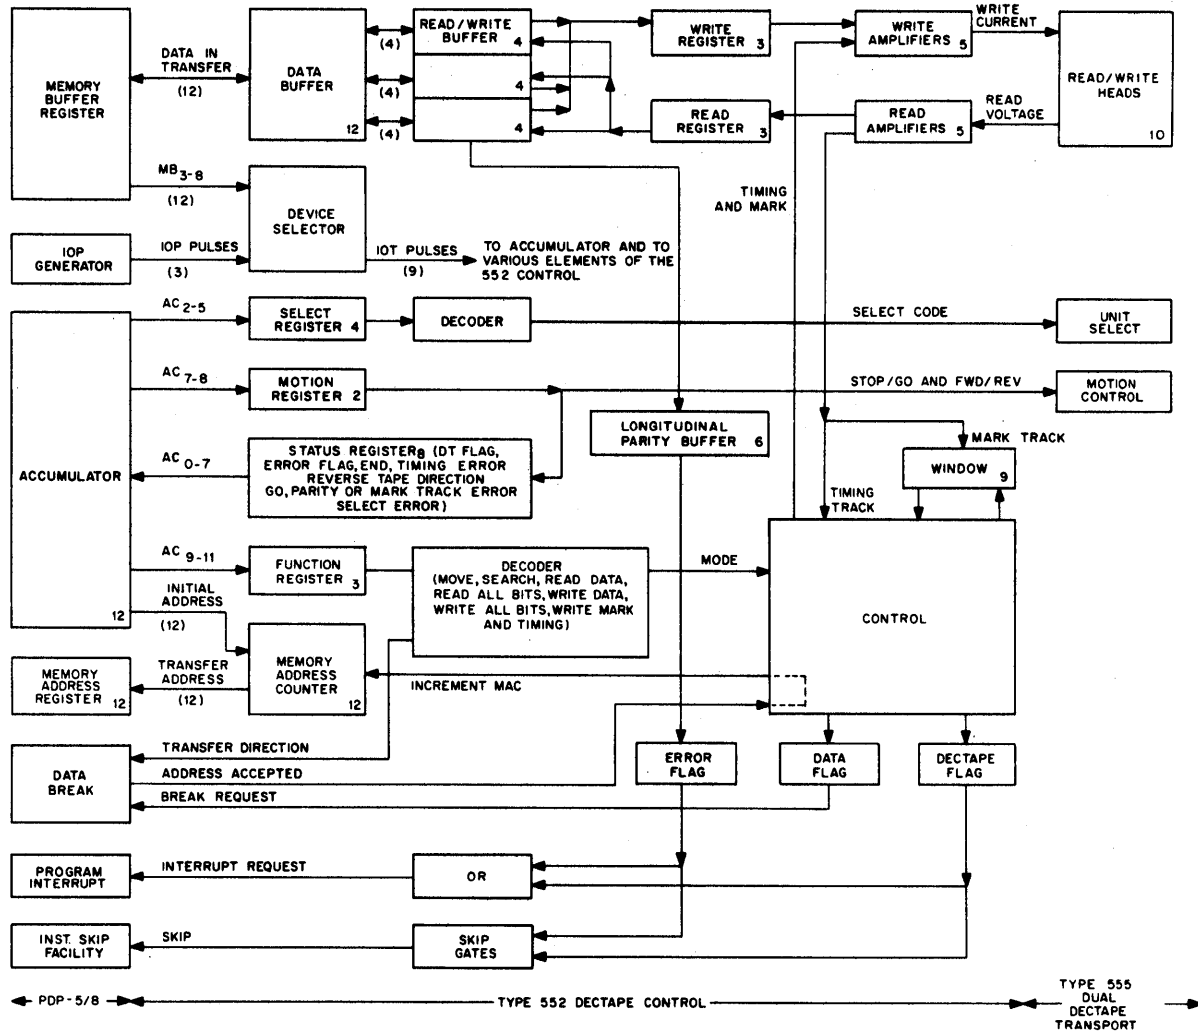 MEMORY
BUFFER
REGISTER
DATA IN
TRANSFER
(12)
DATA
BUFFER
12
(4)
(4)
(4)
READ/WRITE
BUFFER 4
4
4
WRITE
REGISTER 3
READ
REGISTER 3
WRITE
AMPLIFIERS 5
READ
AMPLIFIERS 5
WRITE
CURRENT
READ
VOLTAGE
READ/WRITE
HEADS
10
MB3-8
(12)
DEVICE
SELECTOR
IOP
GENERATOR
IOP PULSES
(3)
IOT PULSES
(9)
TO ACCUMULATOR AND TO
VARIOUS ELEMENTS OF THE
552 CONTROL
TIMING
AND MARK
ACCUMULATOR
12
AC2-5
SELECT
REGISTER 4
DECODER
SELECT CODE
UNIT
SELECT
AC7-8
MOTION
REGISTER 2
STOP/GO AND FWD/REV
MOTION
CONTROL
LONGITUDINAL
PARITY BUFFER 6
AC0-7
STATUS REGISTER8 (DT FLAG,
ERROR FLAG, END, TIMING ERROR
REVERSE TAPE DIRECTION
GO, PARITY OR MARK TRACK ERROR
SELECT ERROR)
MARK TRACK
WINDOW
9
TIMING
TRACK
AC9-11
FUNCTION
REGISTER 3
DECODER
(MOVE, SEARCH, READ DATA,
READ ALL BITS, WRITE DATA,
WRITE ALL BITS, WRITE MARK
AND TIMING)
MODE
CONTROL
INITIAL
ADDRESS
(12)
MEMORY
ADDRESS
COUNTER
12
MEMORY
ADDRESS
REGISTER 12
TRANSFER
ADDRESS
(12)
INCREMENT MAC
DATA
BREAK
TRANSFER DIRECTION
ADDRESS ACCEPTED
BREAK REQUEST
ERROR
FLAG
DATA
FLAG
DECTAPE
FLAG
PROGRAM
INTERRUPT
INTERRUPT REQUEST
OR
INST. SKIP
FACILITY
SKIP
SKIP
GATES
PDP-5/8
TYPE 552 DECTAPE CONTROL
TYPE 555
DUAL
DECTAPE
TRANSPORT